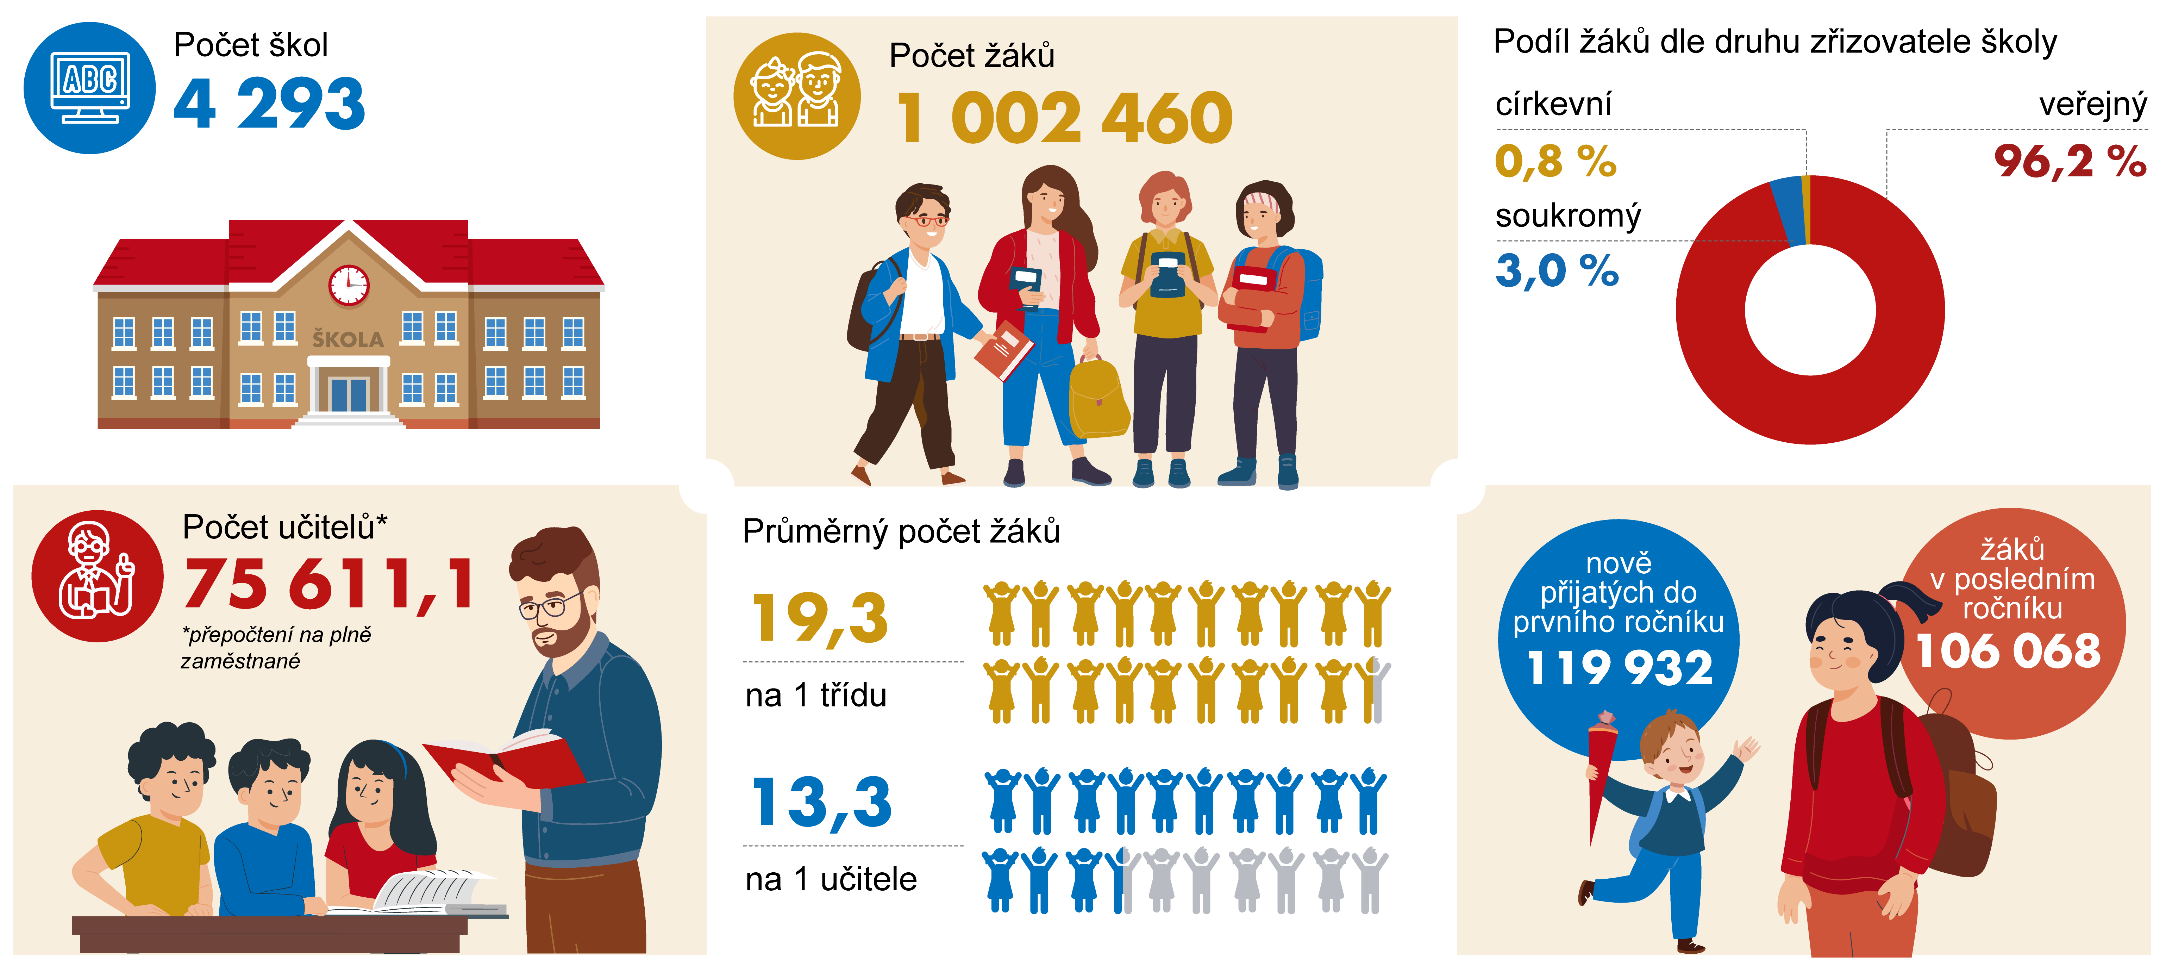 ABC
Počet škol
4 293
ŠKOLA
Počet žáků
1 002 460
Podíl žáků dle druhu zřizovatele školy
církevní
0,8 %
soukromý
3,0 %
veřejný
96,2 %
Počet učitelů*
75 611,1
*přepočtení na plně
zaměstnané
Průměrný počet žáků
19,3
na 1 třídu
13,3
na 1 učitele
nově
přijatých do
prvního ročníku
119 932
žáků
v posledním
ročníku
106 068